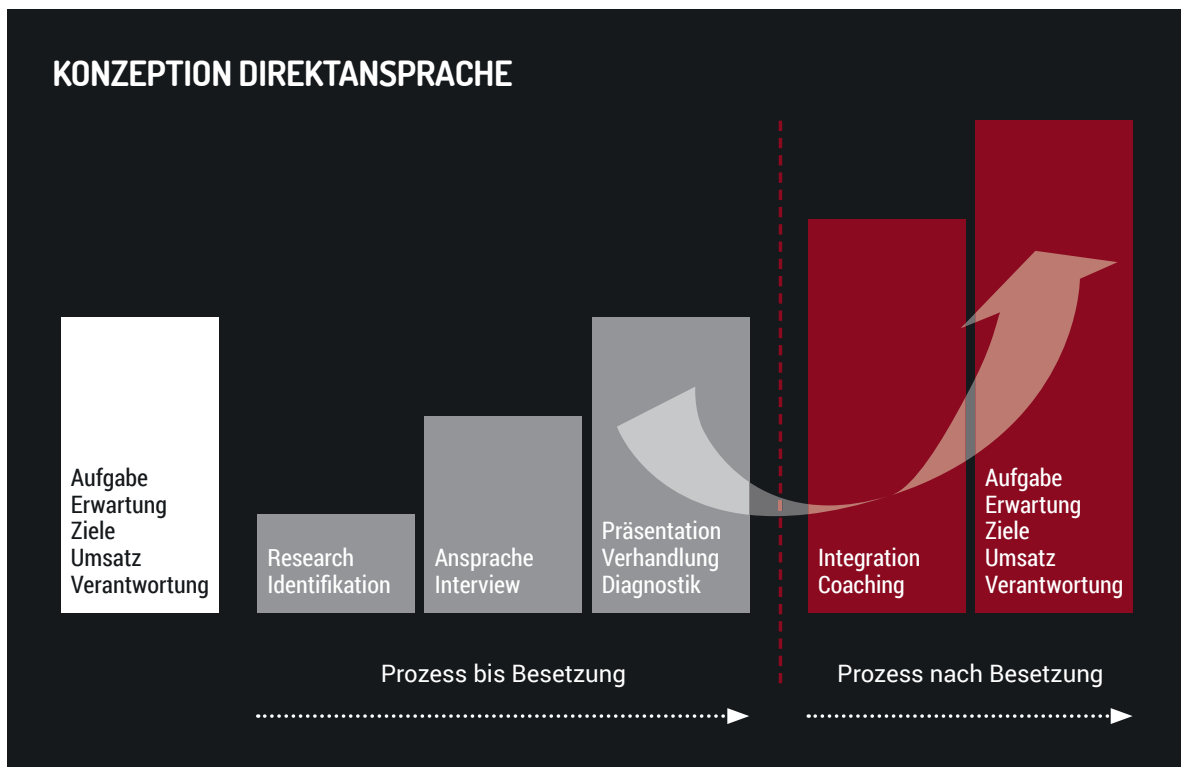 KONZEPTION DIREKTANSPRACHE
Aufgabe
Erwartung
Ziele
Umsatz
Verantwortung
Research
Identifikation
Ansprache
Interview
Präsentation
Verhandlung
Diagnostik
Integration
Coaching
Aufgabe
Erwartung
Ziele
Umsatz
Verantwortung
Prozess bis Besetzung
Prozess nach Besetzung